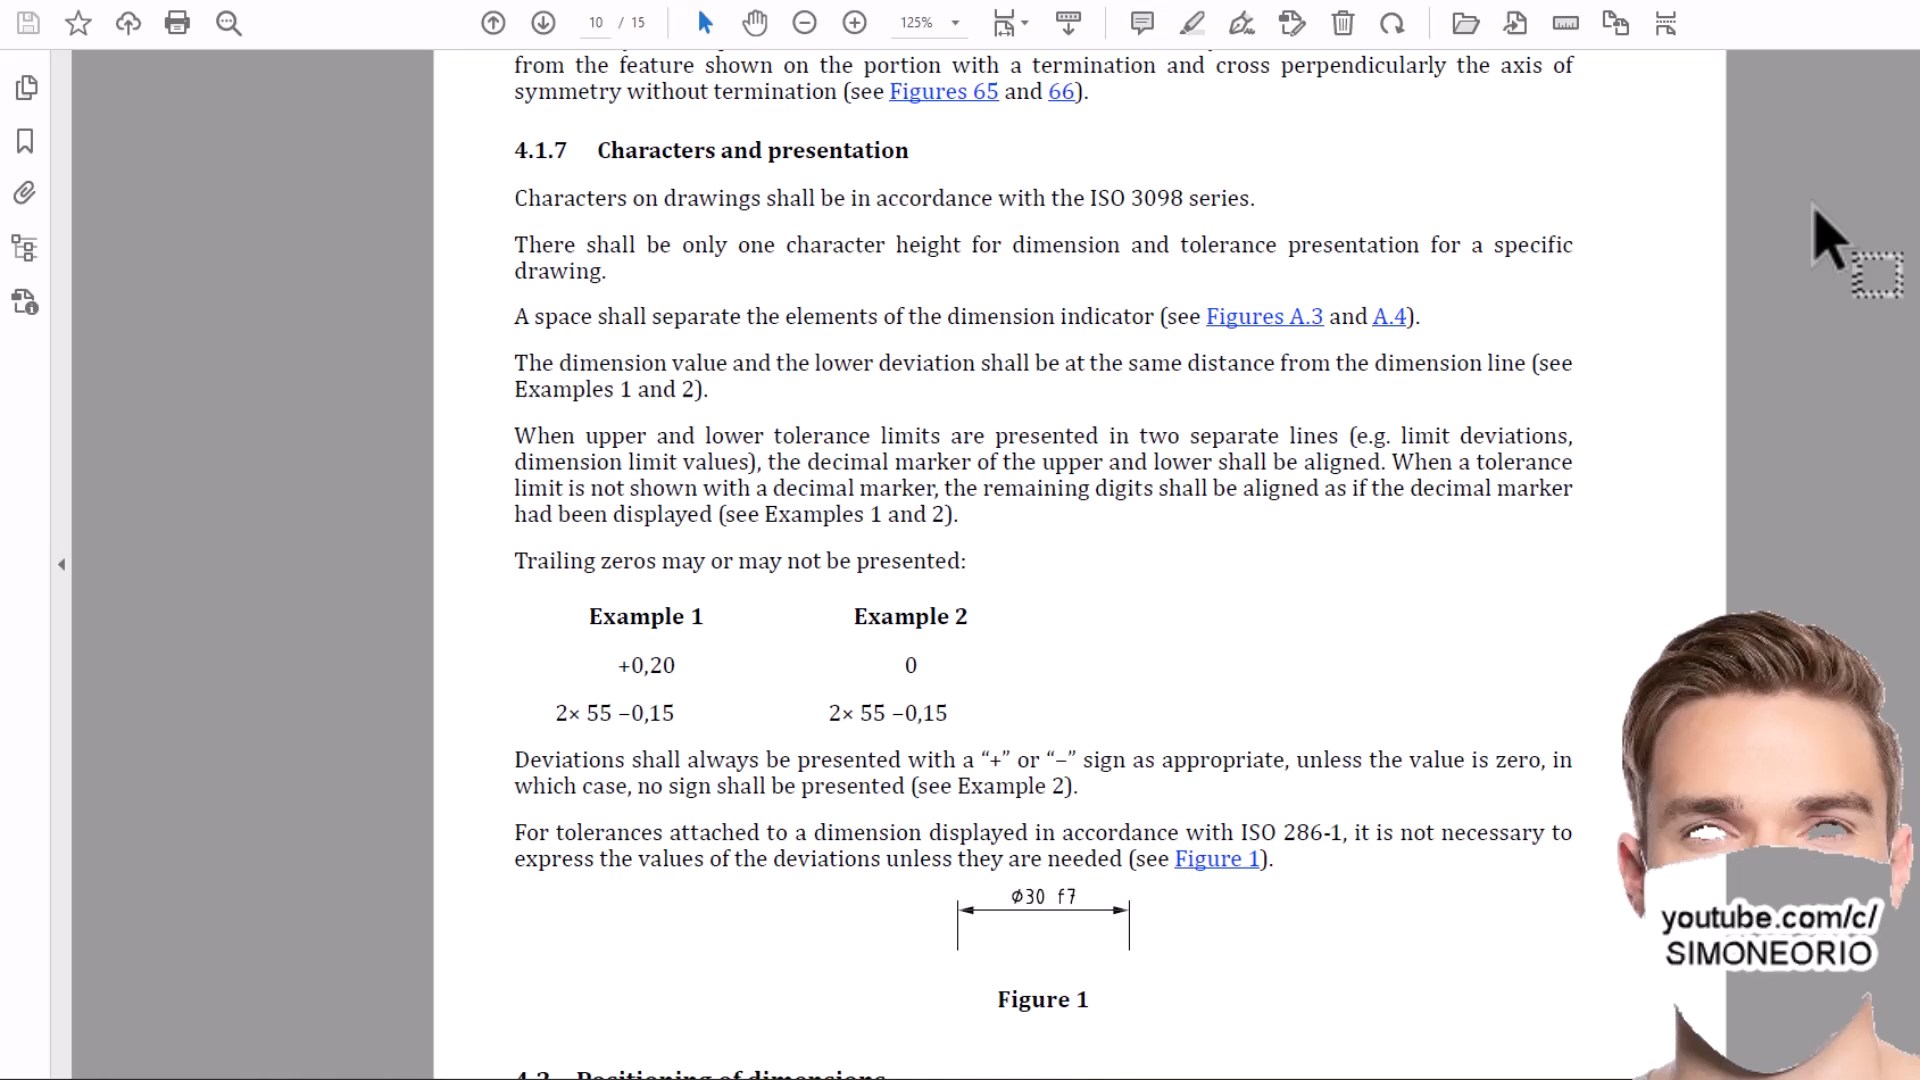 10 / 15
125%
from the feature shown on the portion with a termination and cross perpendicularly the axis of
symmetry without termination (see Figures 65 and 66).
4.1.7 Characters and presentation
Characters on drawings shall be in accordance with the ISO 3098 series.
There shall be only one character height for dimension and tolerance presentation for a specific
drawing.
A space shall separate the elements of the dimension indicator (see Figures A.3 and A.4).
The dimension value and the lower deviation shall be at the same distance from the dimension line (see
Examples 1 and 2).
When upper and lower tolerance limits are presented in two separate lines (e.g. limit deviations,
dimension limit values), the decimal marker of the upper and lower shall be aligned. When a tolerance
limit is not shown with a decimal marker, the remaining digits shall be aligned as if the decimal marker
had been displayed (see Examples 1 and 2).
Trailing zeros may or may not be presented:
Example 1 Example 2
+0,20 0
2× 55 –0,15 2× 55 –0,15
Deviations shall always be presented with a “+” or “–” sign as appropriate, unless the value is zero, in
which case, no sign shall be presented (see Example 2).
For tolerances attached to a dimension displayed in accordance with ISO 286-1, it is not necessary to
express the values of the deviations unless they are needed (see Figure 1).
Ø30 f7
Figure 1
4.2 Positioning of dimensions
youtube.com/c/
SIMONEORIO